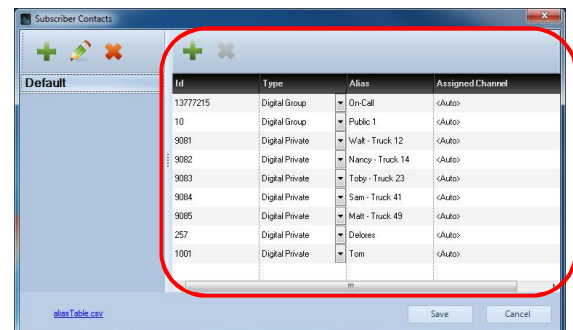 Subscriber Contacts
Default
Id Type Alias Assigned Channel
13777215 Digital Group On-Call <Auto>
10 Digital Group Public 1 <Auto>
9081 Digital Private Walt - Truck 12 <Auto>
9082 Digital Private Nancy - Truck 14 <Auto>
9083 Digital Private Toby - Truck 23 <Auto>
9084 Digital Private Sam - Truck 41 <Auto>
9085 Digital Private Matt - Truck 49 <Auto>
257 Digital Private Delores <Auto>
1001 Digital Private Tom <Auto>
aliasTable.csv Save Cancel